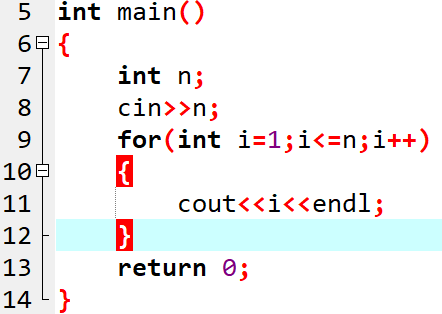 5 int main()
6 {
7 int n;
8 cin>>n;
9 for(int i=1;i<=n;i++)
10 {
11 cout<<i<<endl;
12 }
13 return 0;
14 }